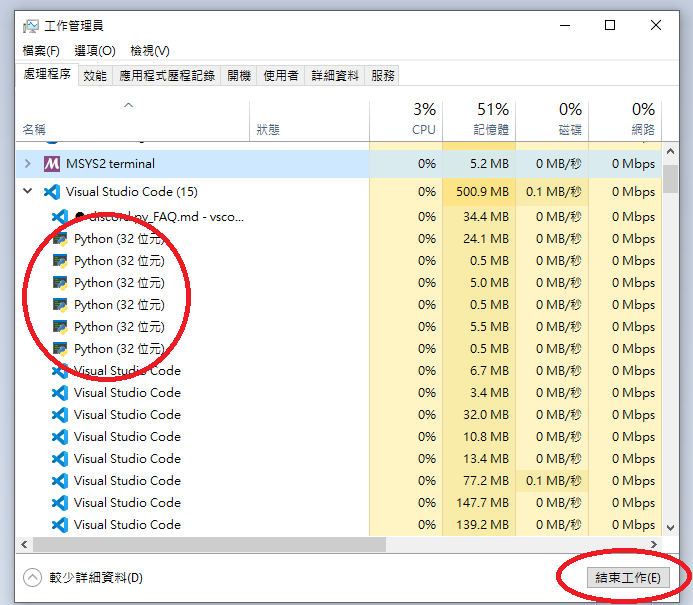 工作管理員
檔案(F) 選項(O) 檢視(V)
處理程序 效能 應用程式歷程記錄 開機 使用者 詳細資料 服務
3% 51% 0% 0%
名稱 狀態 CPU 記憶體 磁碟 網路
MSYS2 terminal 0% 5.2 MB 0 MB/秒 0 Mbps
Visual Studio Code (15) 0% 500.9 MB 0.1 MB/秒 0 Mbps
discord.py_FAQ.md - vsco... 0% 34.4 MB 0 MB/秒 0 Mbps
Python (32 位元) 0% 24.1 MB 0 MB/秒 0 Mbps
Python (32 位元) 0% 0.5 MB 0 MB/秒 0 Mbps
Python (32 位元) 0% 5.0 MB 0 MB/秒 0 Mbps
Python (32 位元) 0% 0.5 MB 0 MB/秒 0 Mbps
Python (32 位元) 0% 5.5 MB 0 MB/秒 0 Mbps
Python (32 位元) 0% 0.5 MB 0 MB/秒 0 Mbps
Visual Studio Code 0% 6.7 MB 0 MB/秒 0 Mbps
Visual Studio Code 0% 3.4 MB 0 MB/秒 0 Mbps
Visual Studio Code 0% 32.0 MB 0 MB/秒 0 Mbps
Visual Studio Code 0% 10.8 MB 0 MB/秒 0 Mbps
Visual Studio Code 0% 13.4 MB 0 MB/秒 0 Mbps
Visual Studio Code 0% 77.2 MB 0.1 MB/秒 0 Mbps
Visual Studio Code 0% 147.7 MB 0 MB/秒 0 Mbps
Visual Studio Code 0% 139.2 MB 0 MB/秒 0 Mbps
較少詳細資料(D) 結束工作(E)